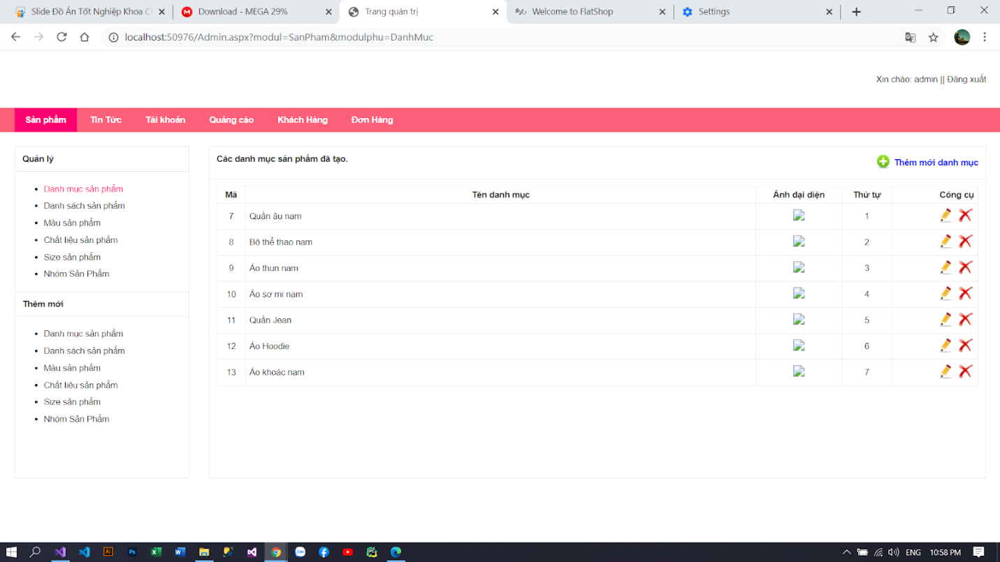 Slide Đồ Án Tốt Nghiệp Khoa C
Download - MEGA 29%
Trang quản trị
Welcome to FlatShop
Settings
localhost:50976/Admin.aspx?modul=SanPham&modulphu=DanhMuc
Xin chào: admin || Đăng xuất
Sản phẩm Tin Tức Tài khoản Quảng cáo Khách Hàng Đơn Hàng
Quản lý
Danh mục sản phẩm
Danh sách sản phẩm
Màu sản phẩm
Chất liệu sản phẩm
Size sản phẩm
Nhóm Sản Phẩm
Thêm mới
Danh mục sản phẩm
Danh sách sản phẩm
Màu sản phẩm
Chất liệu sản phẩm
Size sản phẩm
Nhóm Sản Phẩm
Các danh mục sản phẩm đã tạo.
Thêm mới danh mục
Mã Tên danh mục Ảnh đại diện Thứ tự Công cụ
7 Quần âu nam 1
8 Bộ thể thao nam 2
9 Áo thun nam 3
10 Áo sơ mi nam 4
11 Quần Jean 5
12 Áo Hoodie 6
13 Áo khoác nam 7
ENG 10:58 PM